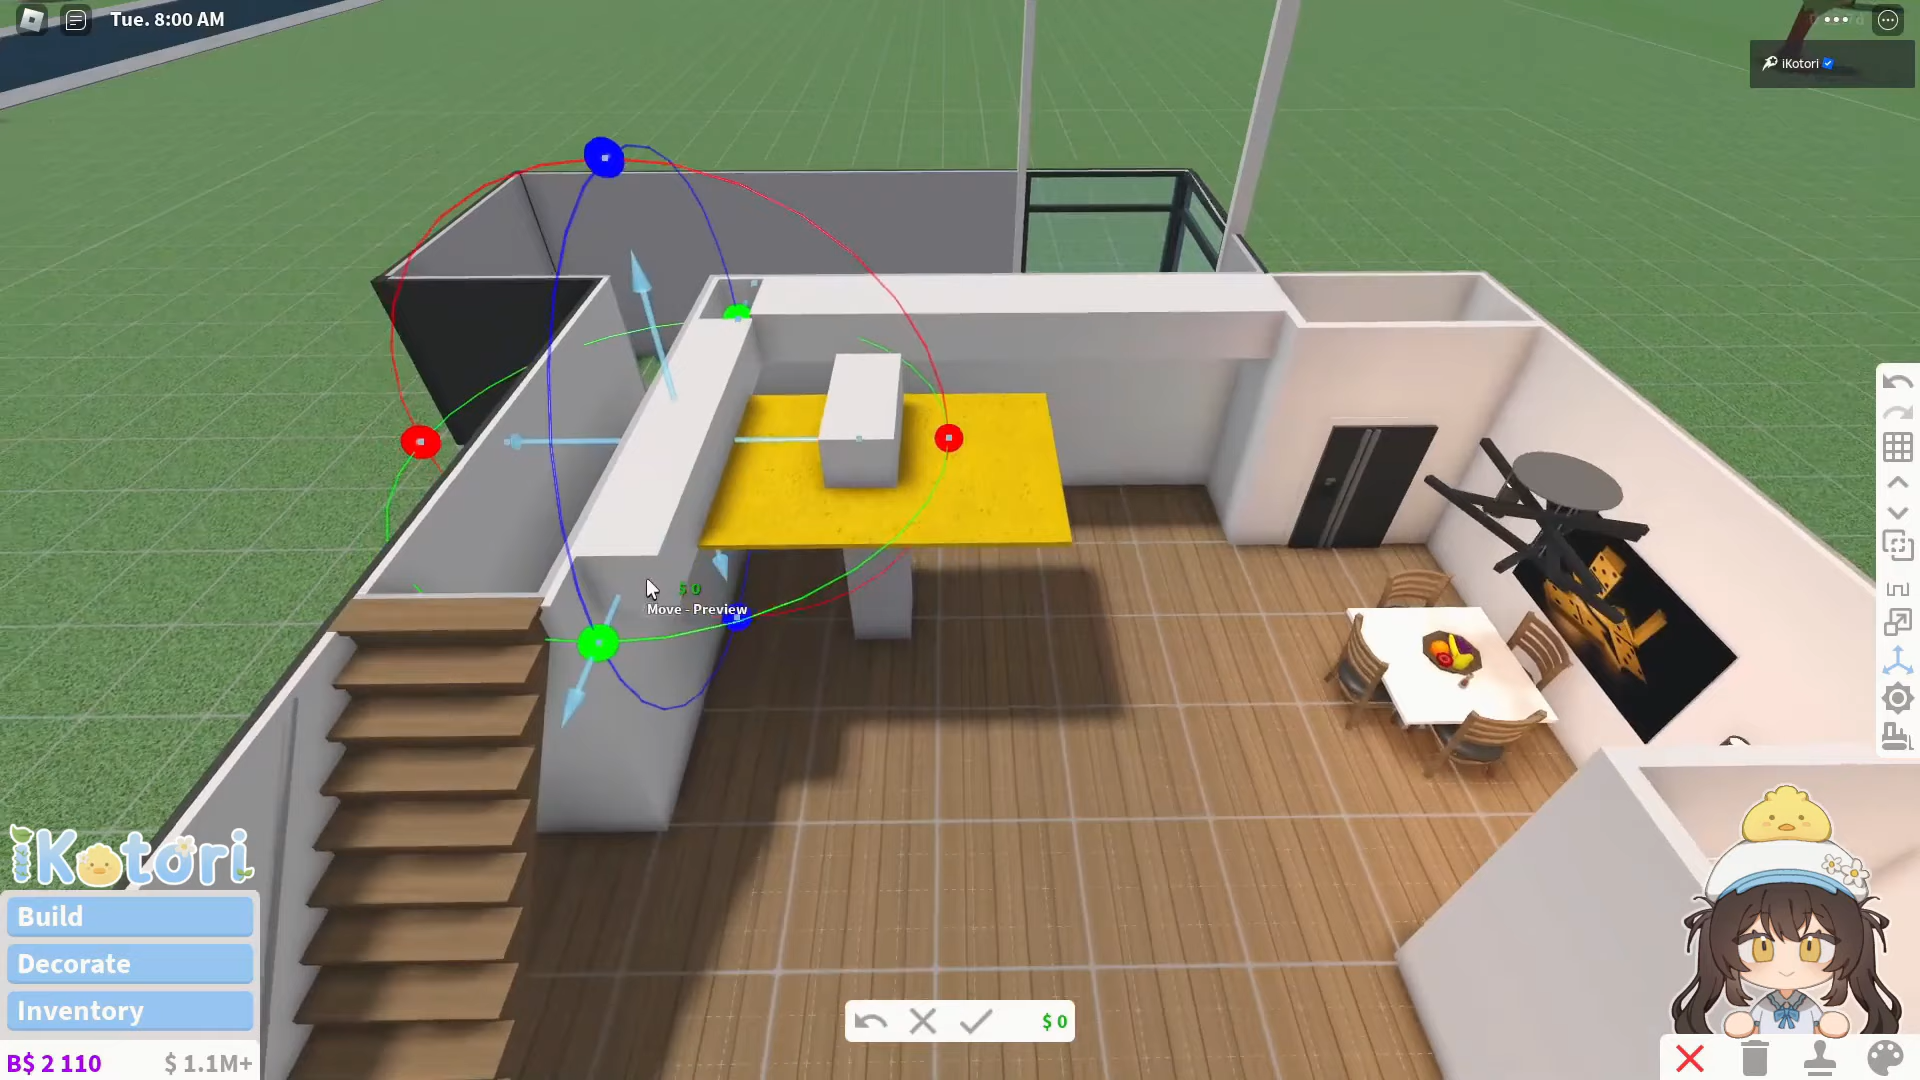 Tue. 8:00 AM
iKotori
$ 0
Move - Preview
iKotori
Build
Decorate
Inventory
B$ 2 110
$ 1.1M+
$ 0